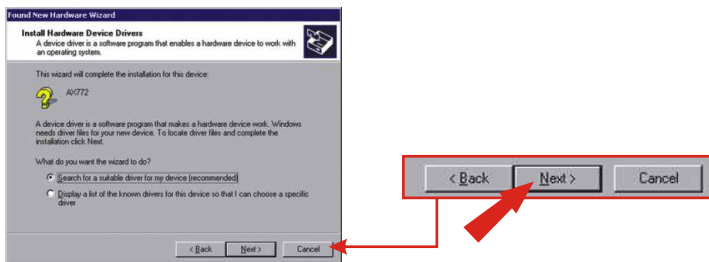 Found New Hardware Wizard
Install Hardware Device Drivers
A device driver is a software program that enables a hardware device to work with
an operating system.
This wizard will complete the installation for this device:
AX772
A device driver is a software program that makes a hardware device work. Windows
needs driver files for your new device. To locate driver files and complete the
installation click Next.
What do you want the wizard to do?
Search for a suitable driver for my device (recommended)
Display a list of the known drivers for this device so that I can choose a specific
driver
< Back Next > Cancel
< Back Next > Cancel